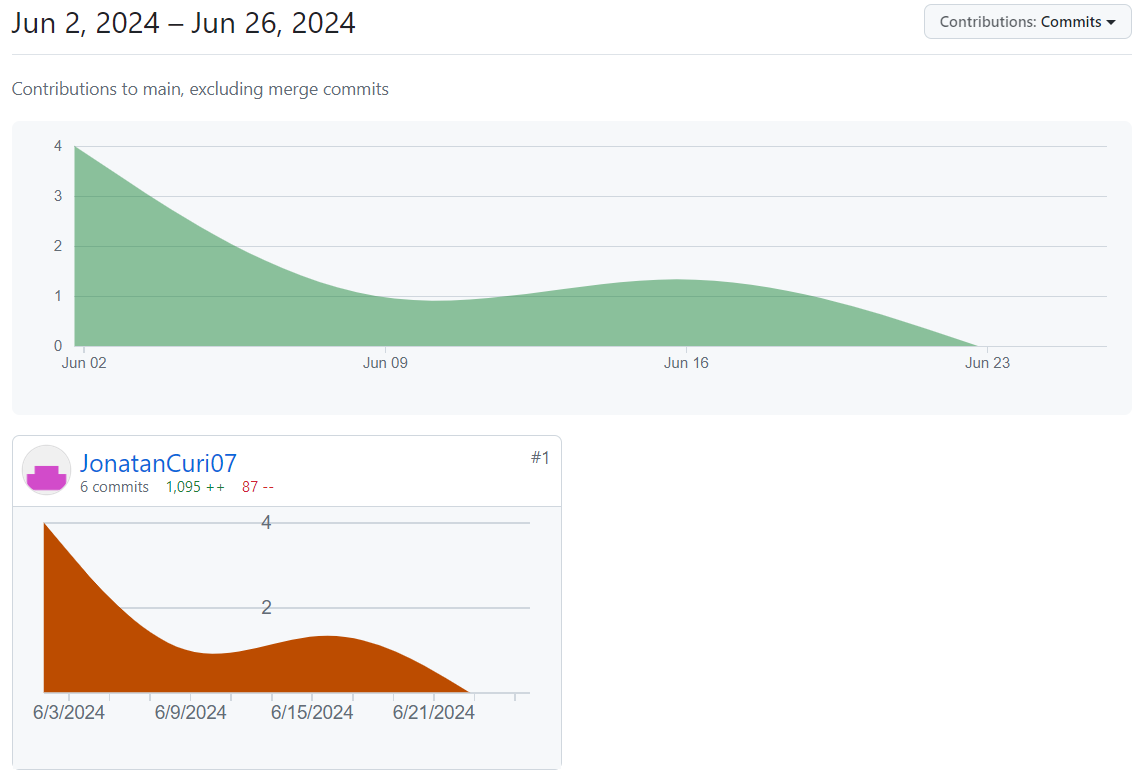 Jun 2, 2024 – Jun 26, 2024
Contributions: Commits
Contributions to main, excluding merge commits
4
3
2
1
0
Jun 02 Jun 09 Jun 16 Jun 23
JonatanCuri07
#1
6 commits 1,095 ++ 87 --
4
2
6/3/2024 6/9/2024 6/15/2024 6/21/2024